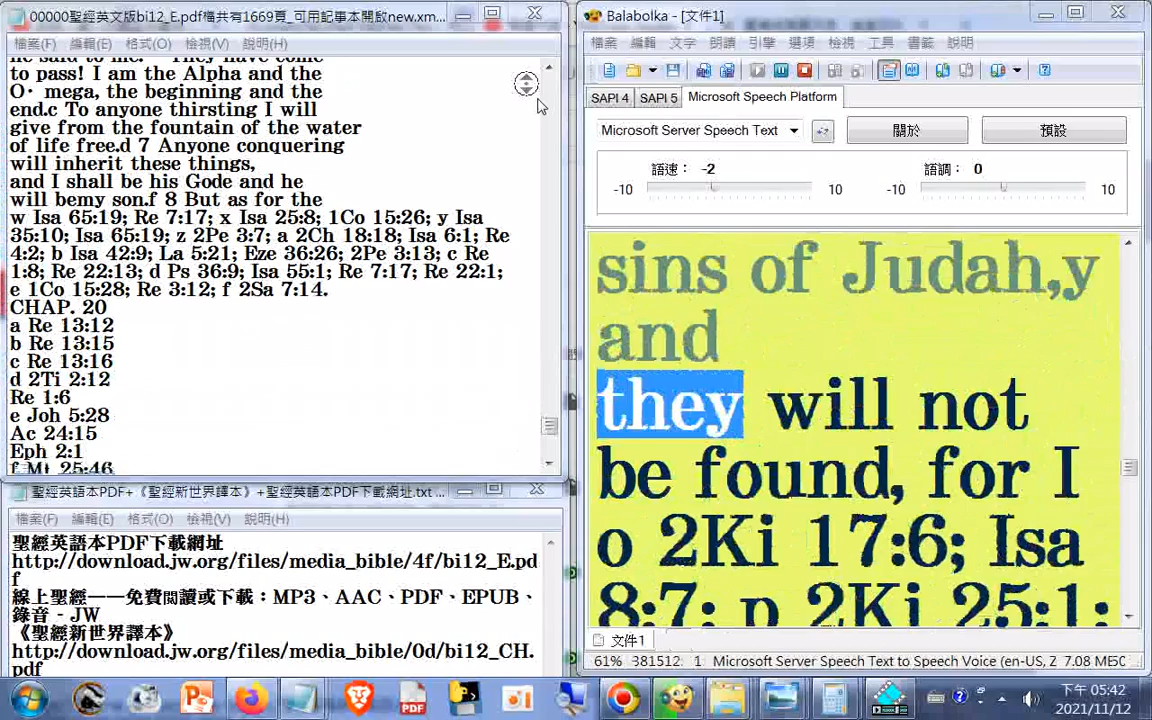 00000聖經英文版bi12_E.pdf檔共有1669頁_可用記事本開啟new.xm...
檔案(F) 編輯(E) 格式(O) 檢視(V) 說明(H)
to pass! I am the Alpha and the
O· mega, the beginning and the
end.c To anyone thirsting I will
give from the fountain of the water
of life free.d 7 Anyone conquering
will inherit these things,
and I shall be his Gode and he
will bemy son.f 8 But as for the
w Isa 65:19; Re 7:17; x Isa 25:8; 1Co 15:26; y Isa
35:10; Isa 65:19; z 2Pe 3:7; a 2Ch 18:18; Isa 6:1; Re
4:2; b Isa 42:9; La 5:21; Eze 36:26; 2Pe 3:13; c Re
1:8; Re 22:13; d Ps 36:9; Isa 55:1; Re 7:17; Re 22:1;
e 1Co 15:28; Re 3:12; f 2Sa 7:14.
CHAP. 20
a Re 13:12
b Re 13:15
c Re 13:16
d 2Ti 2:12
Re 1:6
e Joh 5:28
Ac 24:15
Eph 2:1
f Mt 25:46
聖經英語本PDF+《聖經新世界譯本》+聖經英語本PDF下載網址.txt ...
檔案(F) 編輯(E) 格式(O) 檢視(V) 說明(H)
聖經英語本PDF下載網址
http://download.jw.org/files/media_bible/4f/bi12_E.pd
f
線上聖經——免費閱讀或下載：MP3、AAC、PDF、EPUB、
錄音 - JW
《聖經新世界譯本》
http://download.jw.org/files/media_bible/0d/bi12_CH.
pdf
Balabolka - [文件1]
檔案 編輯 文字 朗讀 引擎 選項 檢視 工具 書籤 說明
SAPI 4 SAPI 5 Microsoft Speech Platform
Microsoft Server Speech Text 關於 預設
語速： -2 語調： 0
-10 10 -10 10
sins of Judah,y
and
they will not
be found, for I
o 2Ki 17:6; Isa
8:7; p 2Ki 25:1;
文件1
61% 381512: 1 Microsoft Server Speech Text to Speech Voice (en-US, Z 7.08 ME
下午 05:42
2021/11/12